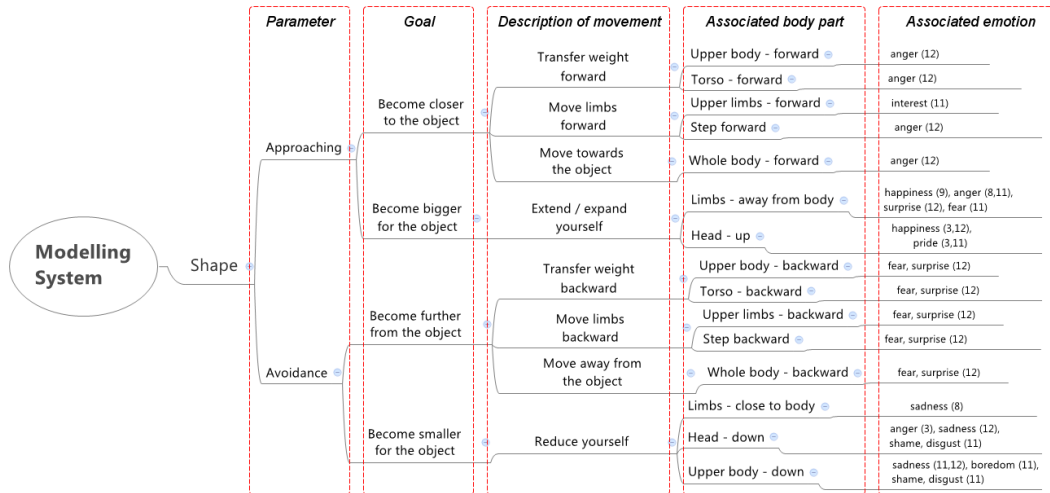 Parameter
Goal
Description of movement
Associated body part
Associated emotion
Modelling
System
Shape
Approaching
Become closer
to the object
Transfer weight
forward
Upper body - forward
anger (12)
Torso - forward
anger (12)
Move limbs
forward
Upper limbs - forward
interest (11)
Step forward
anger (12)
Move towards
the object
Whole body - forward
anger (12)
Become bigger
for the object
Extend / expand
yourself
Limbs - away from body
happiness (9), anger (8,11),
surprise (12), fear (11)
Head - up
happiness (3,12),
pride (3,11)
Avoidance
Become further
from the object
Transfer weight
backward
Upper body - backward
fear, surprise (12)
Torso - backward
fear, surprise (12)
Move limbs
backward
Upper limbs - backward
fear, surprise (12)
Step backward
fear, surprise (12)
Move away from
the object
Whole body - backward
fear, surprise (12)
Become smaller
for the object
Reduce yourself
Limbs - close to body
sadness (8)
Head - down
anger (3), sadness (12),
shame, disgust (11)
Upper body - down
sadness (11,12), boredom (11),
shame, disgust (11)